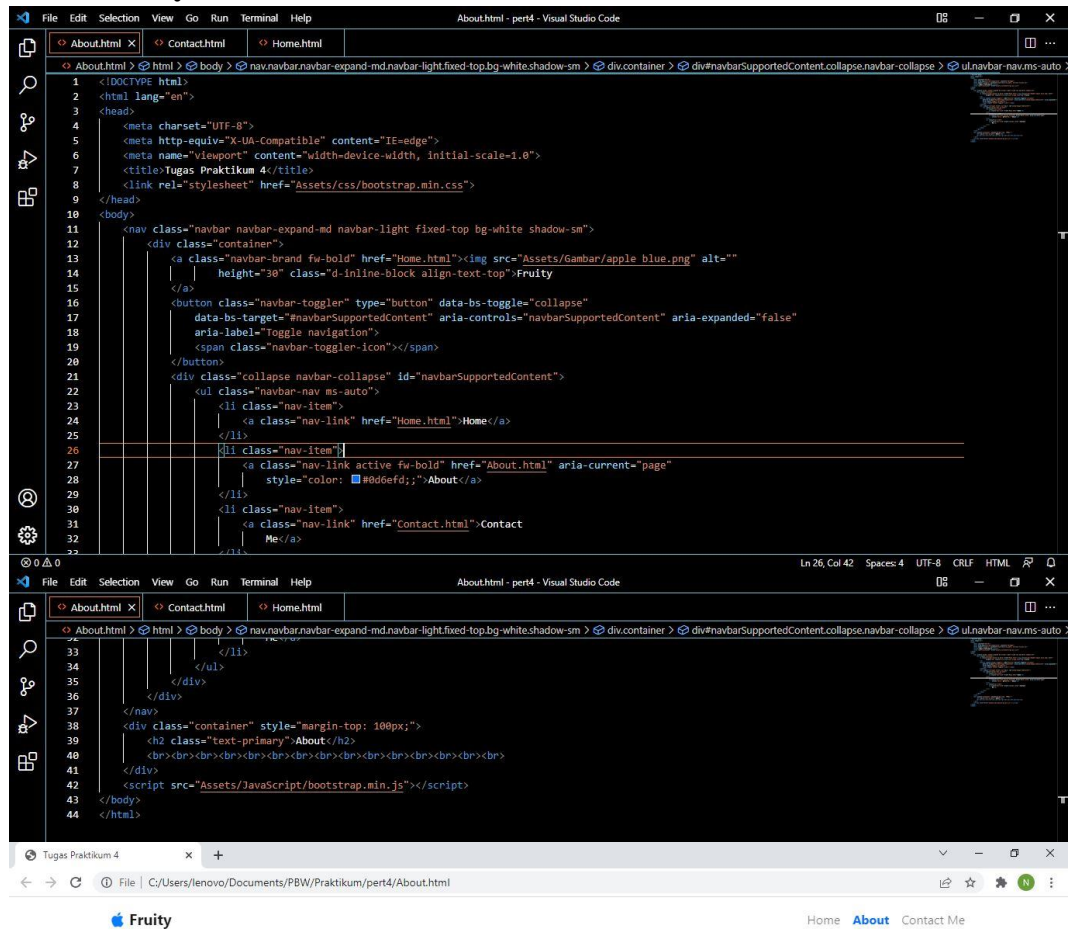 File Edit Selection View Go Run Terminal Help About.html - pert4 - Visual Studio Code
About.html Contact.html Home.html
About.html > html > body > nav.navbar.navbar-expand-md.navbar-light.fixed-top.bg-white.shadow-sm > div.container > div#navbarSupportedContent.collapse.navbar-collapse > ul.navbar-nav.ms-auto >
1 <!DOCTYPE html>
2 <html lang="en">
3 <head>
4 <meta charset="UTF-8">
5 <meta http-equiv="X-UA-Compatible" content="IE=edge">
6 <meta name="viewport" content="width=device-width, initial-scale=1.0">
7 <title>Tugas Praktikum 4</title>
8 <link rel="stylesheet" href="Assets/css/bootstrap.min.css">
9 </head>
10 <body>
11 <nav class="navbar navbar-expand-md navbar-light fixed-top bg-white shadow-sm">
12 <div class="container">
13 <a class="navbar-brand fw-bold" href="Home.html"><img src="Assets/Gambar/apple blue.png" alt=""
14 height="30" class="d-inline-block align-text-top">Fruity
15 </a>
16 <button class="navbar-toggler" type="button" data-bs-toggle="collapse"
17 data-bs-target="#navbarSupportedContent" aria-controls="navbarSupportedContent" aria-expanded="false"
18 aria-label="Toggle navigation">
19 <span class="navbar-toggler-icon"></span>
20 </button>
21 <div class="collapse navbar-collapse" id="navbarSupportedContent">
22 <ul class="navbar-nav ms-auto">
23 <li class="nav-item">
24 <a class="nav-link" href="Home.html">Home</a>
25 </li>
26 <li class="nav-item">
27 <a class="nav-link active fw-bold" href="About.html" aria-current="page"
28 style="color: #0d6efd;;">About</a>
29 </li>
30 <li class="nav-item">
31 <a class="nav-link" href="Contact.html">Contact
32 Me</a>
33 </li>
0 0 Ln 26, Col 42 Spaces: 4 UTF-8 CRLF HTML
File Edit Selection View Go Run Terminal Help About.html - pert4 - Visual Studio Code
About.html Contact.html Home.html
About.html > html > body > nav.navbar.navbar-expand-md.navbar-light.fixed-top.bg-white.shadow-sm > div.container > div#navbarSupportedContent.collapse.navbar-collapse > ul.navbar-nav.ms-auto >
32 Me</a>
33 </li>
34 </ul>
35 </div>
36 </div>
37 </nav>
38 <div class="container" style="margin-top: 100px;">
39 <h2 class="text-primary">About</h2>
40 <br><br><br><br><br><br><br><br><br><br><br><br><br><br><br>
41 </div>
42 <script src="Assets/JavaScript/bootstrap.min.js"></script>
43 </body>
44 </html>
Tugas Praktikum 4
File C:/Users/lenovo/Documents/PBW/Praktikum/pert4/About.html N
Fruity Home About Contact Me